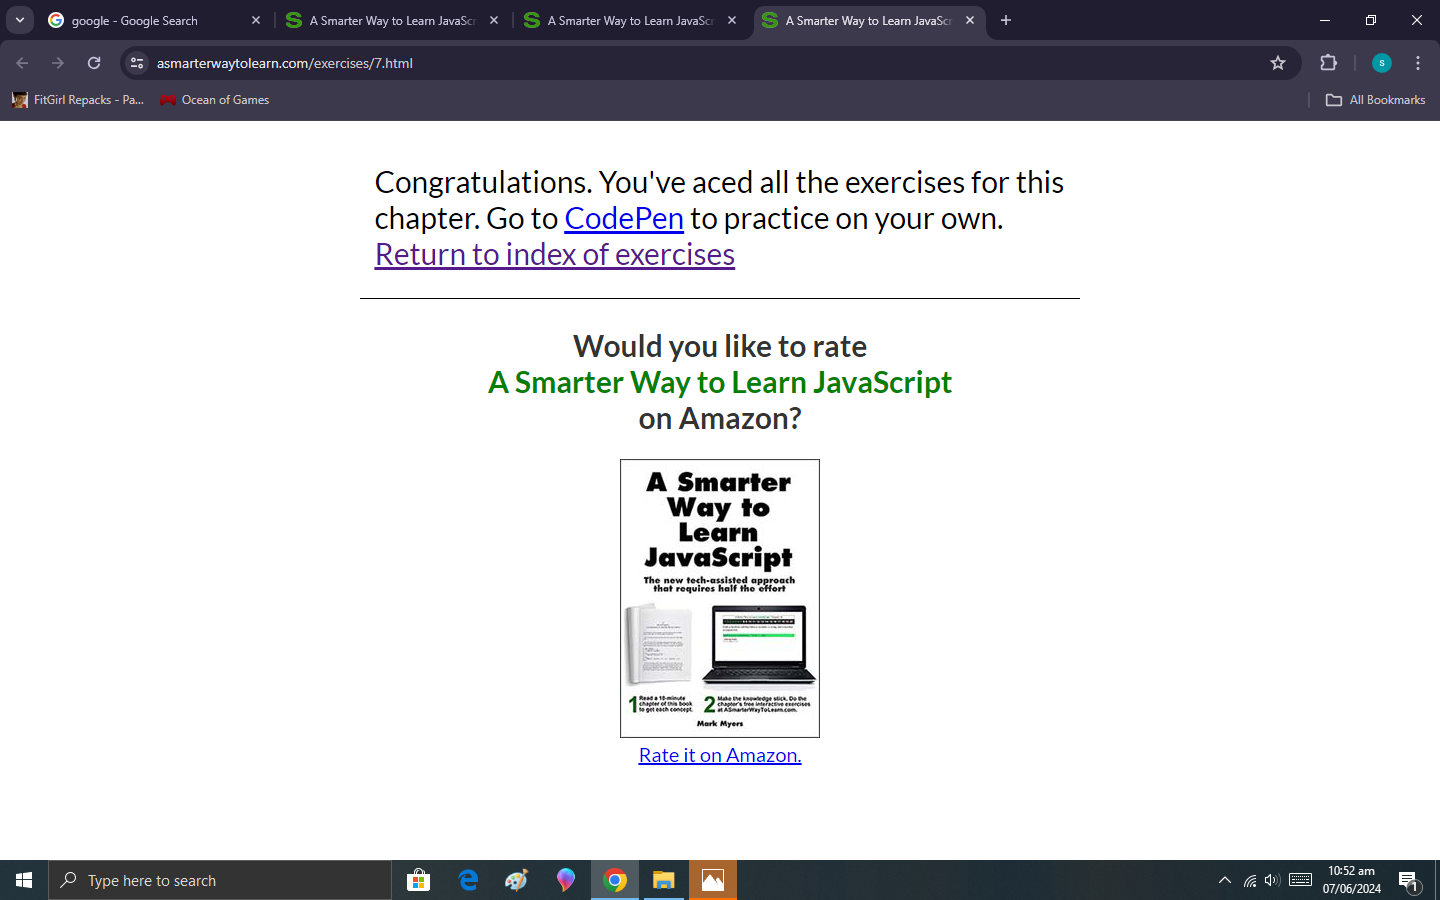 google - Google Search
A Smarter Way to Learn JavaSc
A Smarter Way to Learn JavaSc
A Smarter Way to Learn JavaSc
asmarterwaytolearn.com/exercises/7.html
s
FitGirl Repacks - Pa...
Ocean of Games
All Bookmarks
Congratulations. You've aced all the exercises for this
chapter. Go to CodePen to practice on your own.
Return to index of exercises
Would you like to rate
A Smarter Way to Learn JavaScript
on Amazon?
A Smarter
Way to
Learn
JavaScript
The new tech-assisted approach
that requires half the effort
1 Read a 10-minute
chapter of this book
to get each concept.
2 Make the knowledge stick. Do the
chapter's free interactive exercises
at ASmarterWayToLearn.com.
Mark Myers
Rate it on Amazon.
Type here to search
10:52 am
07/06/2024
1